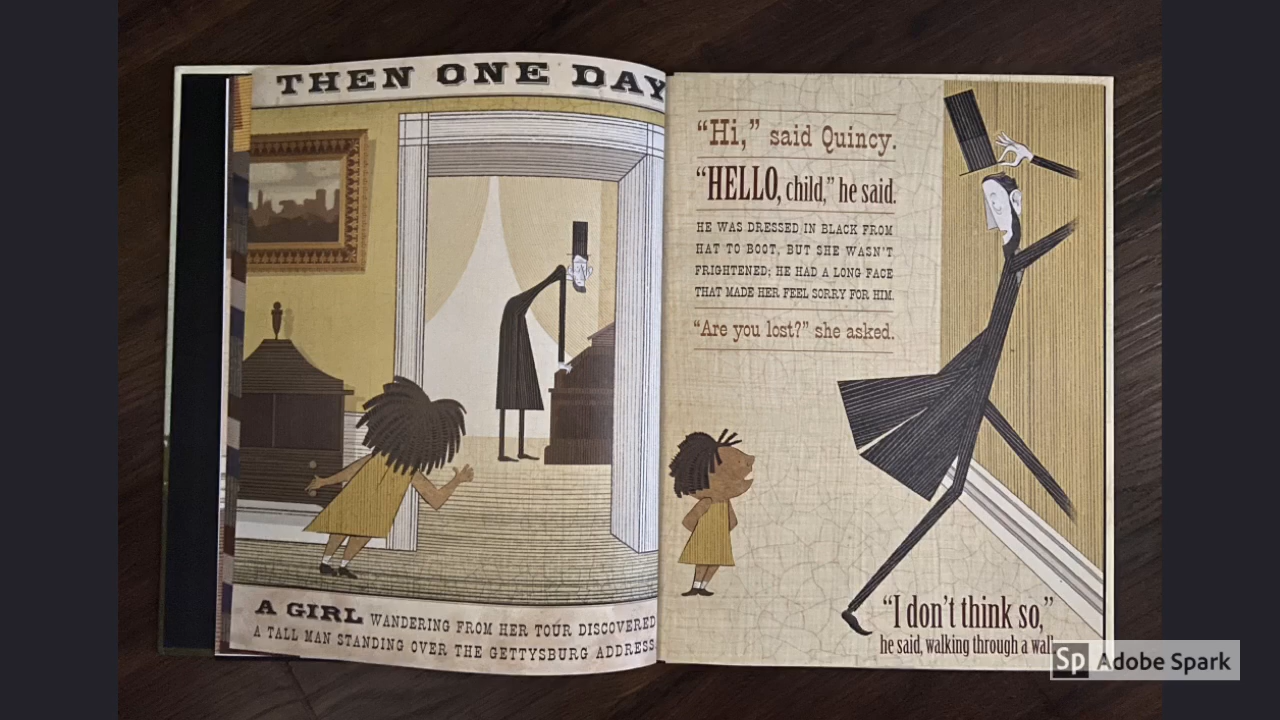 THEN ONE DAY
A GIRL WANDERING FROM HER TOUR DISCOVERED
A TALL MAN STANDING OVER THE GETTYSBURG ADDRESS.
"Hi," said Quincy.
"HELLO, child," he said.
HE WAS DRESSED IN BLACK FROM
HAT TO BOOT, BUT SHE WASN'T
FRIGHTENED; HE HAD A LONG FACE
THAT MADE HER FEEL SORRY FOR HIM.
"Are you lost?" she asked.
"I don't think so,"
he said, walking through a wall.
Sp Adobe Spark